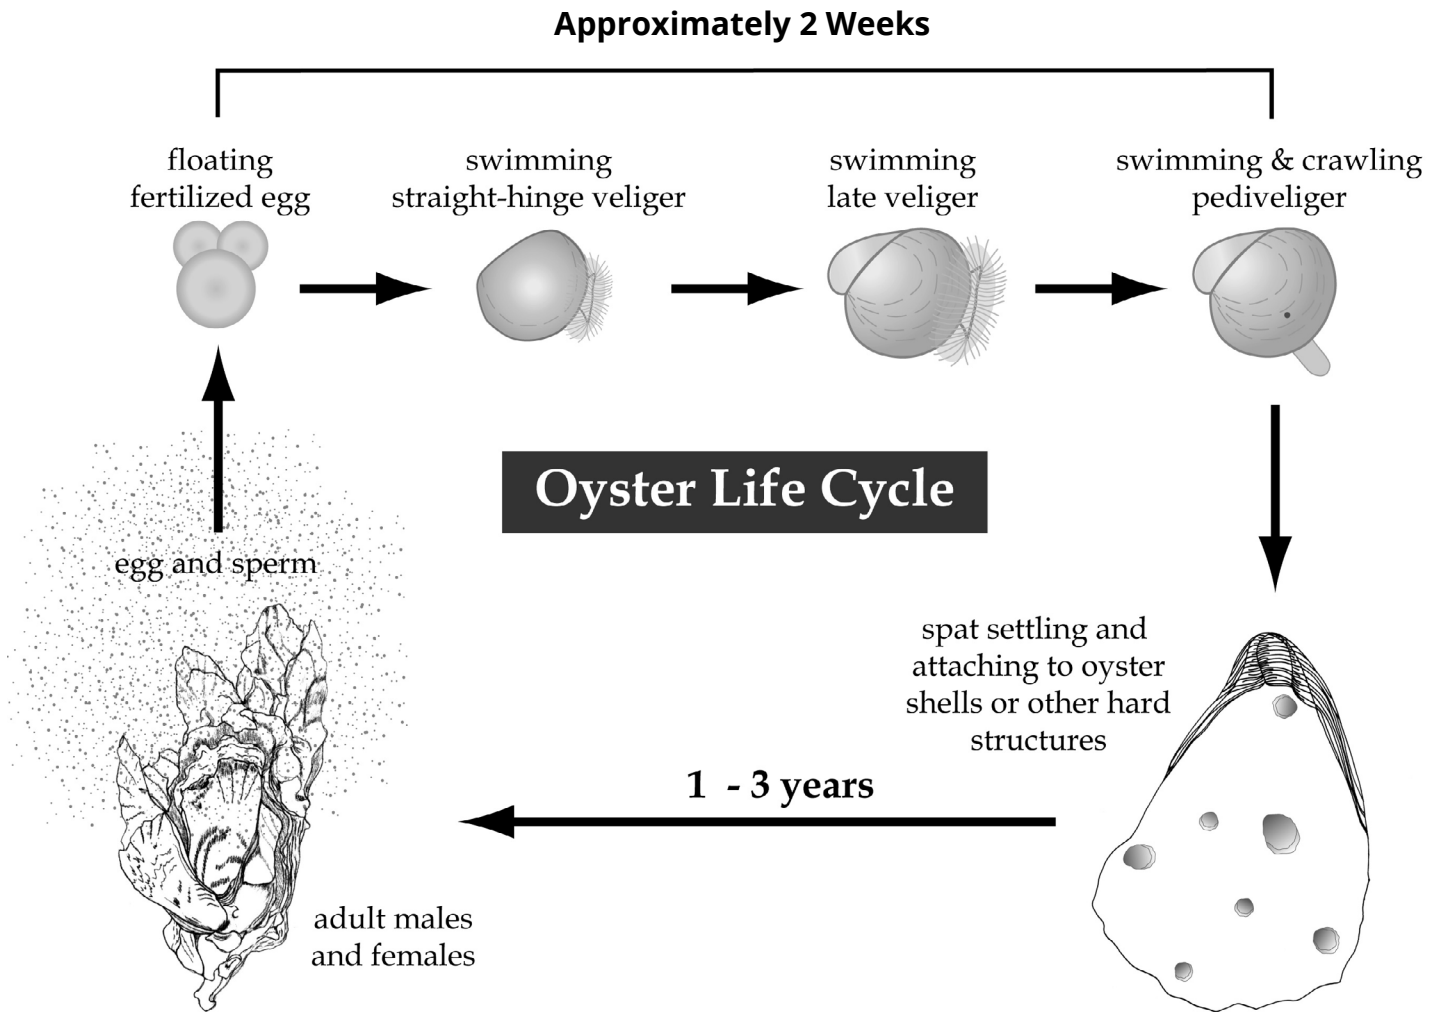 Approximately 2 Weeks
floating
fertilized egg
swimming
straight-hinge veliger
swimming
late veliger
swimming & crawling
pediveliger
Oyster Life Cycle
egg and sperm
spat settling and
attaching to oyster
shells or other hard
structures
1 - 3 years
adult males
and females